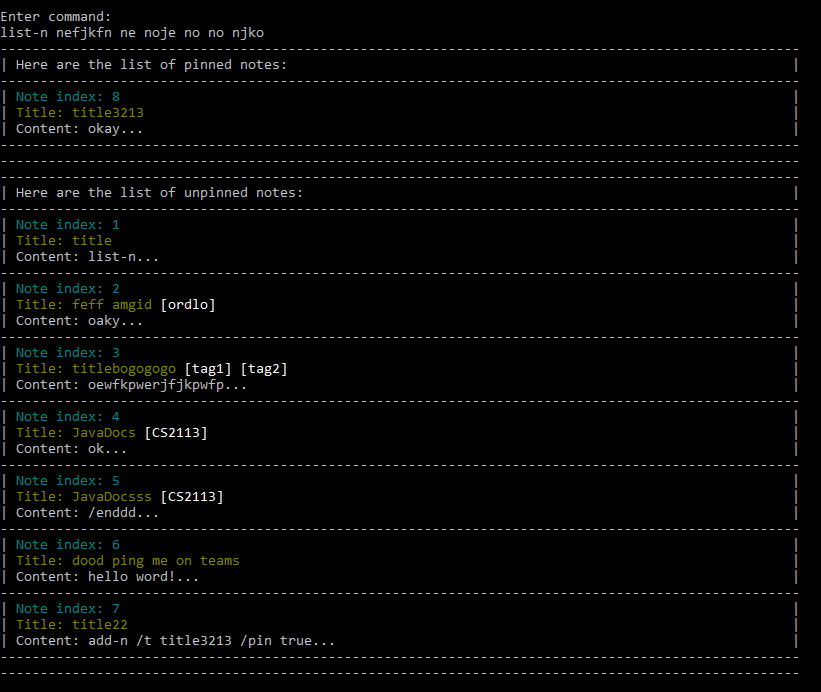 Enter command:
list-n nefjkfn ne noje no no njko
----------------------------------------------------------------------------------------------------
| Here are the list of pinned notes: |
----------------------------------------------------------------------------------------------------
| Note index: 8 |
| Title: title3213 |
| Content: okay... |
----------------------------------------------------------------------------------------------------
----------------------------------------------------------------------------------------------------
----------------------------------------------------------------------------------------------------
| Here are the list of unpinned notes: |
----------------------------------------------------------------------------------------------------
| Note index: 1 |
| Title: title |
| Content: list-n... |
----------------------------------------------------------------------------------------------------
| Note index: 2 |
| Title: feff amgid [ordlo] |
| Content: oaky... |
----------------------------------------------------------------------------------------------------
| Note index: 3 |
| Title: titlebogogogo [tag1] [tag2] |
| Content: oewfkpwerjfjkpwfp... |
----------------------------------------------------------------------------------------------------
| Note index: 4 |
| Title: JavaDocs [CS2113] |
| Content: ok... |
----------------------------------------------------------------------------------------------------
| Note index: 5 |
| Title: JavaDocsss [CS2113] |
| Content: /enddd... |
----------------------------------------------------------------------------------------------------
| Note index: 6 |
| Title: dood ping me on teams |
| Content: hello word!... |
----------------------------------------------------------------------------------------------------
| Note index: 7 |
| Title: title22 |
| Content: add-n /t title3213 /pin true... |
----------------------------------------------------------------------------------------------------
----------------------------------------------------------------------------------------------------